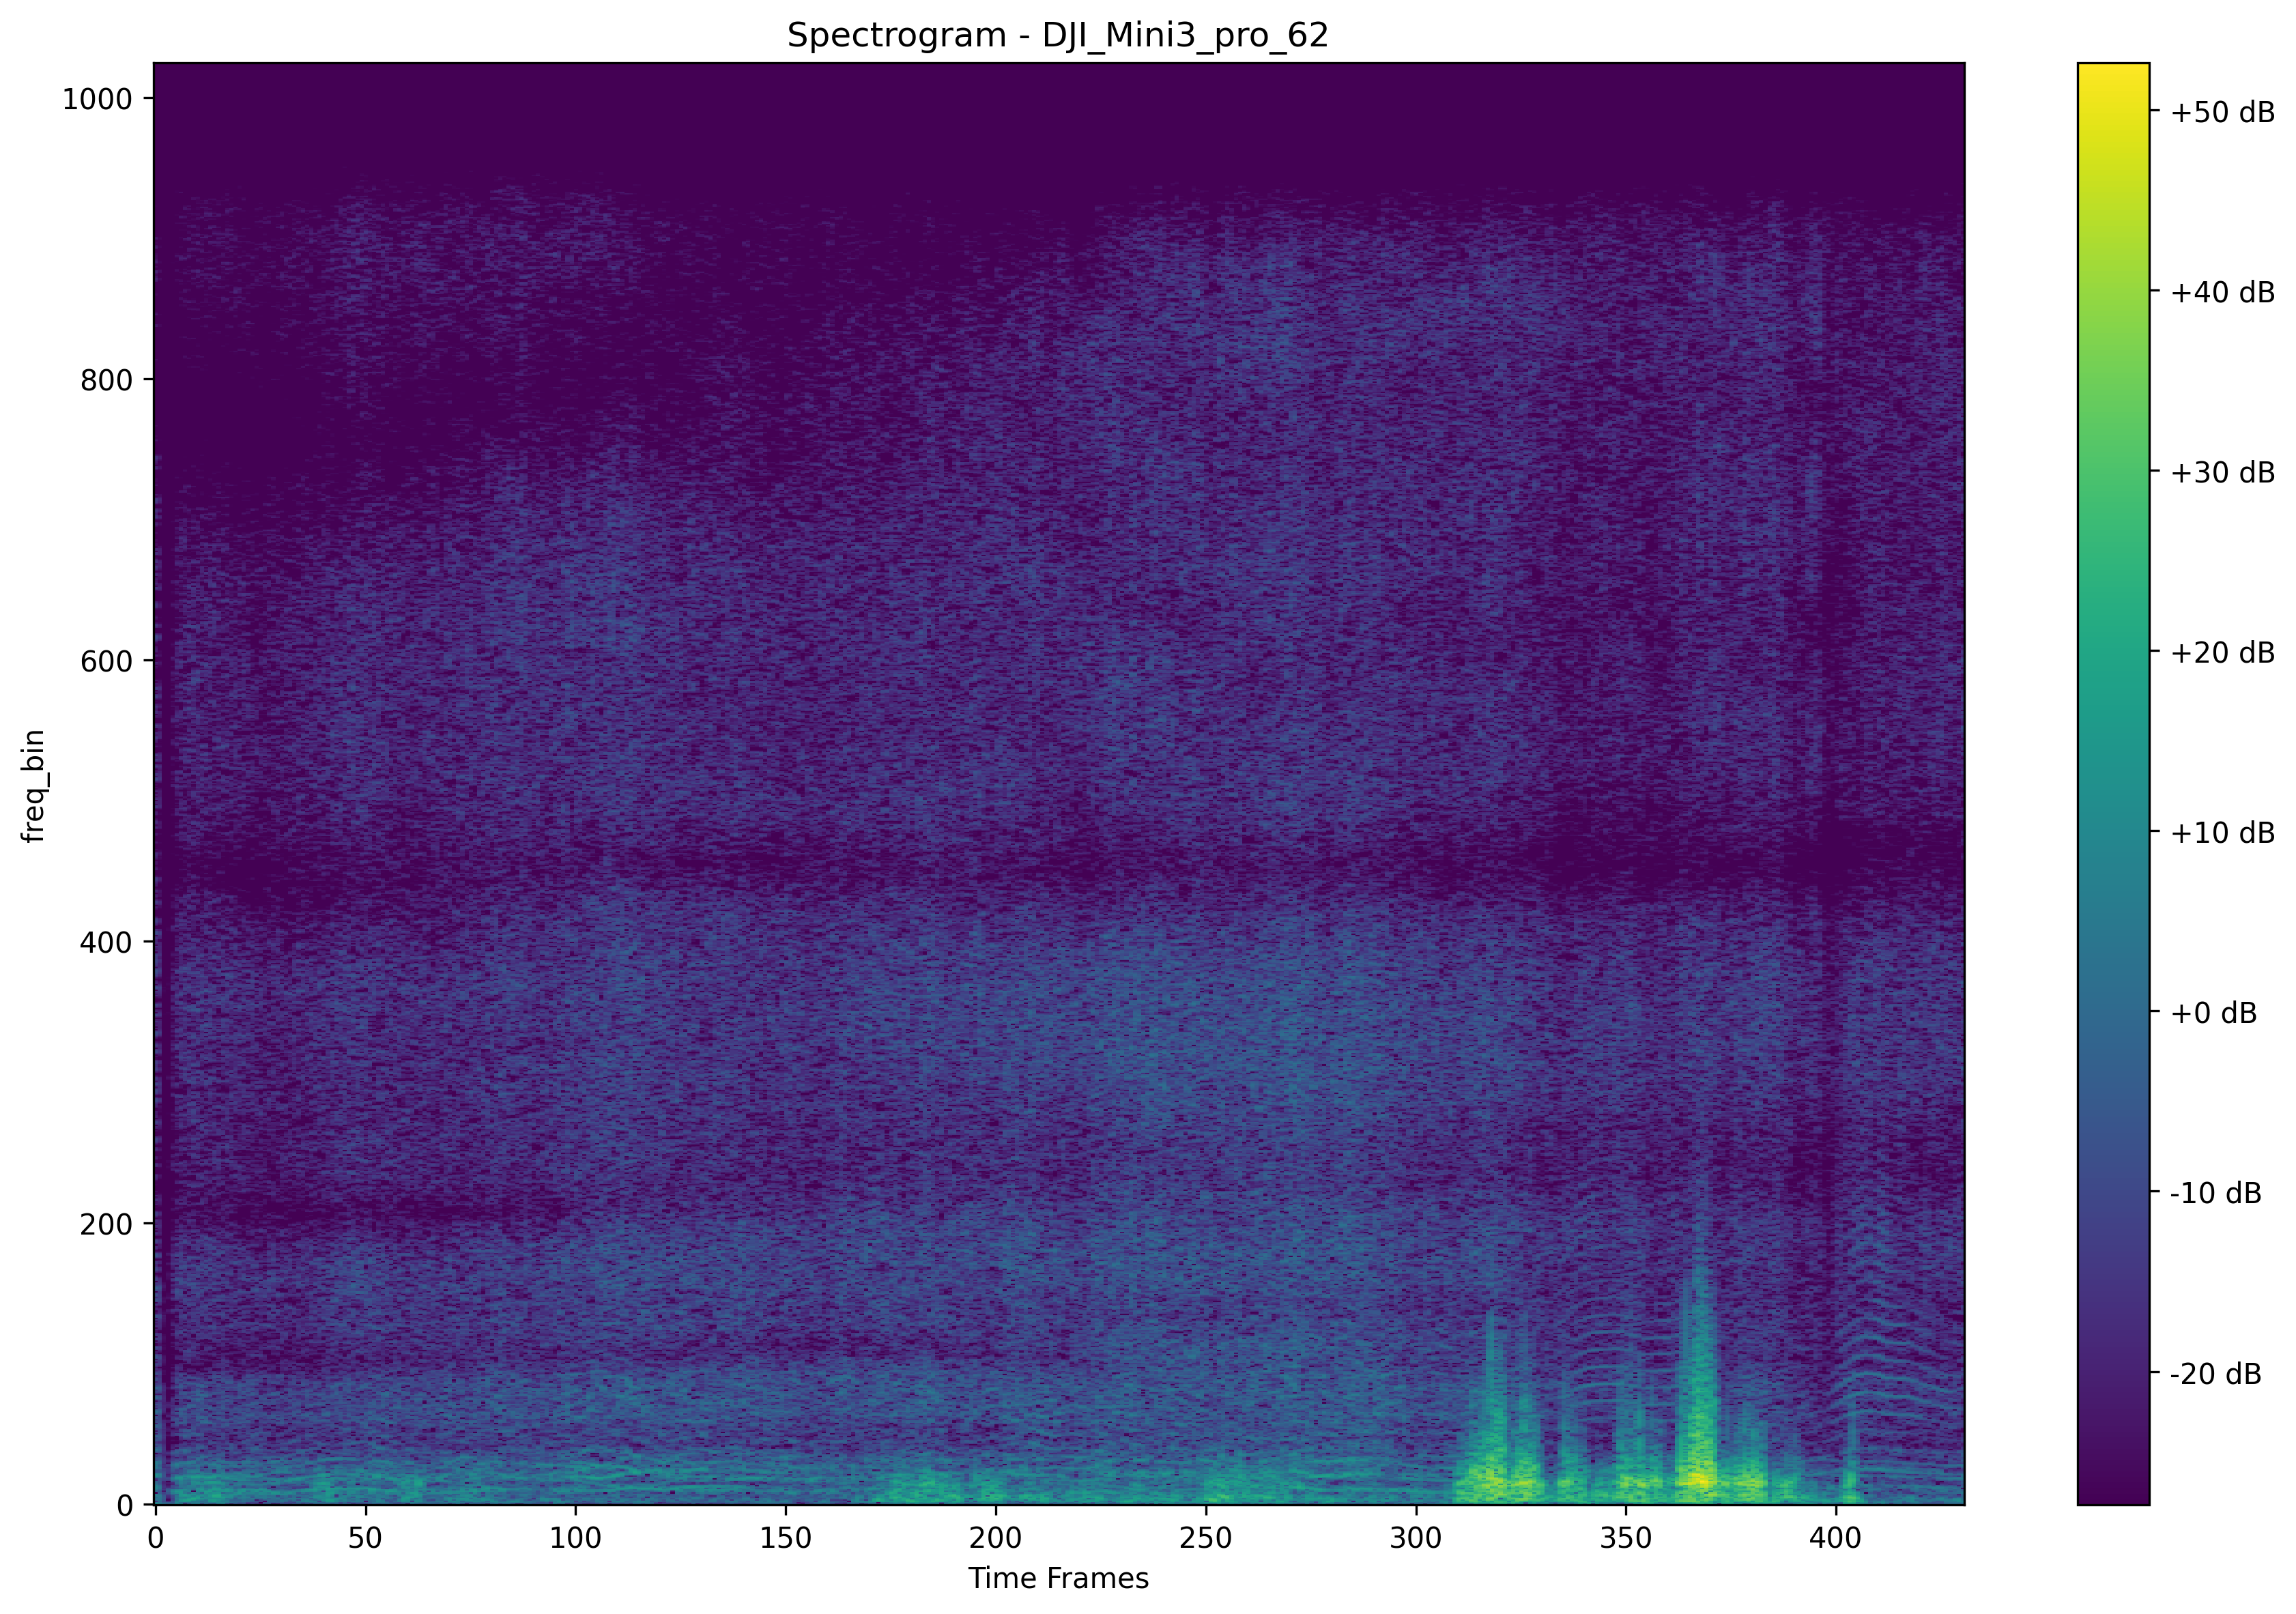 Spectrogram - DJI_Mini3_pro_62
1000
800
600
400
200
0
freq_bin
0 50 100 150 200 250 300 350 400
Time Frames
+50 dB
+40 dB
+30 dB
+20 dB
+10 dB
+0 dB
-10 dB
-20 dB